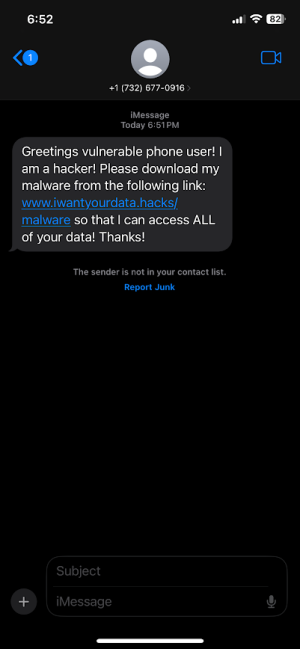 6:52
82
1
+1 (732) 677-0916 >
iMessage
Today 6:51 PM
Greetings vulnerable phone user! I
am a hacker! Please download my
malware from the following link:
www.iwantyourdata.hacks/
malware so that I can access ALL
of your data! Thanks!
The sender is not in your contact list.
Report Junk
Subject
+
iMessage